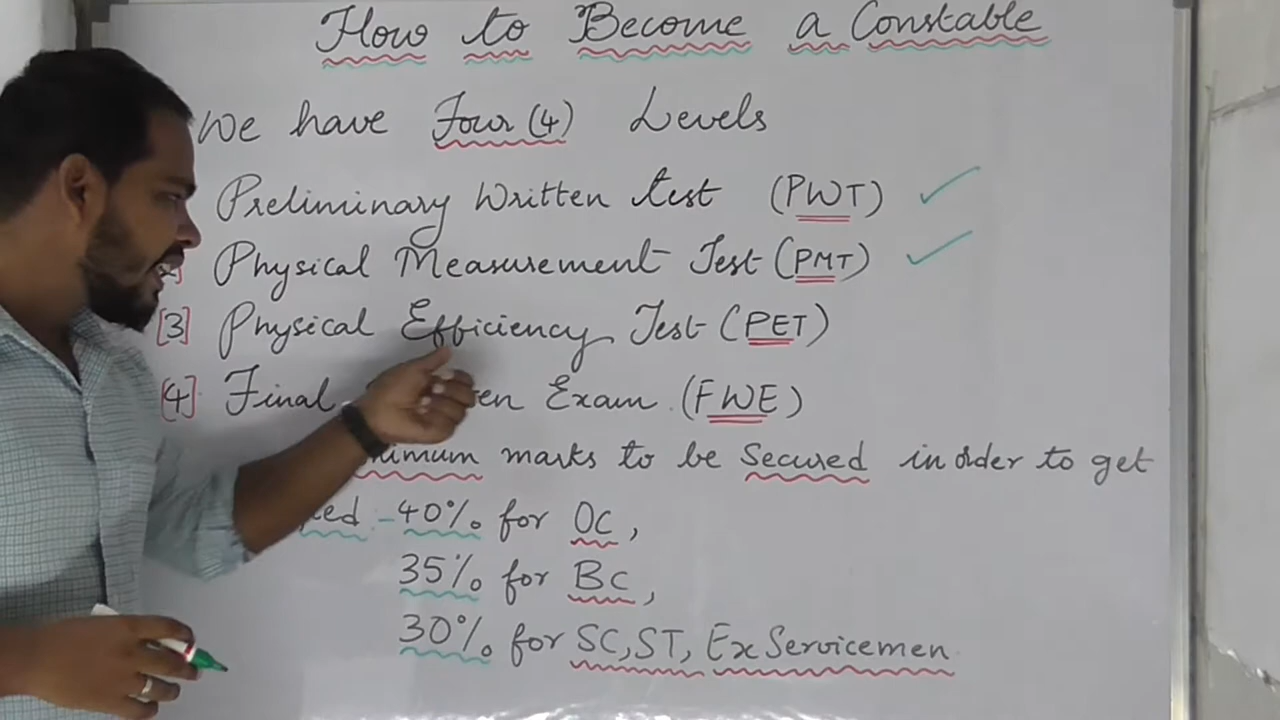 How to Become a Constable
We have Four (4) Levels
Preliminary Written test (PWT)
Physical Measurement Test (PMT)
[3] Physical Efficiency Test (PET)
[4] Final Exam (FWE)
marks to be Secured in order to get
40% for OC,
35% for BC,
30% for SC, ST, Ex Servicemen